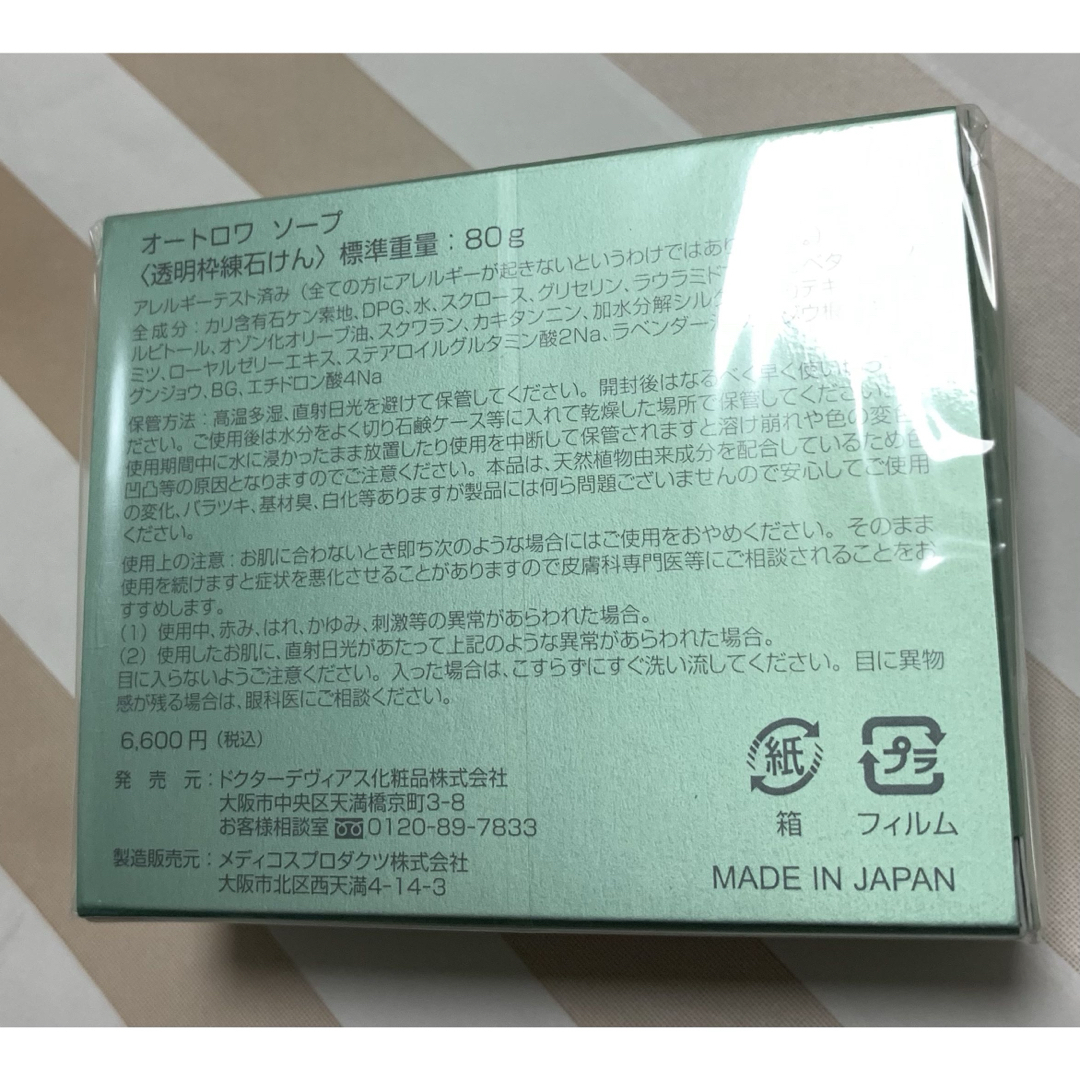 オートロワ ソープ
〈透明枠練石けん〉標準重量：80g
アレルギーテスト済み（全ての方にアレルギーが起きないというわけではあり
全成分：カリ含有石ケン素地、DPG、水、スクロース、グリセリン、ラウラミド
ルビトール、オゾン化オリーブ油、スクワラン、カキタンニン、加水分解シルク
ミツ、ローヤルゼリーエキス、ステアロイルグルタミン酸2Na、ラベンダー
グンジョウ、BG、エチドロン酸4Na
保管方法：高温多湿、直射日光を避けて保管してください。開封後はなるべく早く使い
ださい。ご使用後は水分をよく切り石鹸ケース等に入れて乾燥した場所で保管してください
使用期間中に水に浸かったまま放置したり使用を中断して保管されますと溶け崩れや色の変色
凹凸等の原因となりますのでご注意ください。本品は、天然植物由来成分を配合しているため色
の変化、バラツキ、基材臭、白化等ありますが製品には何ら問題ございませんので安心してご使用
ください。
使用上の注意：お肌に合わないとき即ち次のような場合にはご使用をおやめください。そのまま
使用を続けますと症状を悪化させることがありますので皮膚科専門医等にご相談されることをお
すすめします。
（1）使用中、赤み、はれ、かゆみ、刺激等の異常があらわれた場合。
（2）使用したお肌に、直射日光があたって上記のような異常があらわれた場合。
目に入らないようご注意ください。入った場合は、こすらずにすぐ洗い流してください。目に異物
感が残る場合は、眼科医にご相談ください。
6,600円（税込）
発売元：ドクターデヴィアス化粧品株式会社
大阪市中央区天満橋京町3-8
お客様相談室 0120-89-7833
製造販売元：メディコスプロダクツ株式会社
大阪市北区西天満4-14-3
紙
箱
プラ
フィルム
MADE IN JAPAN